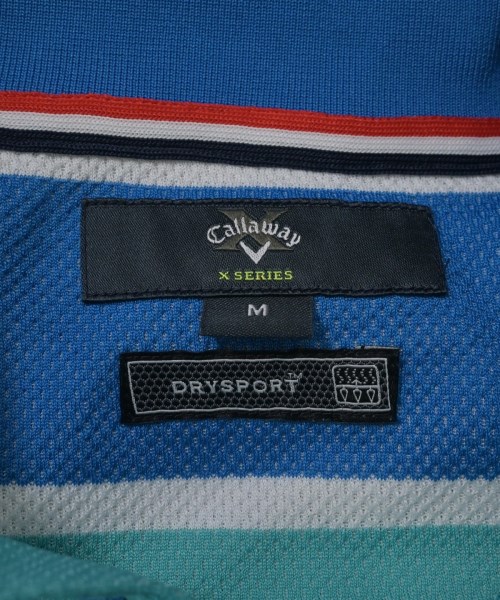 Callaway
X SERIES
M
DRYSPORT™